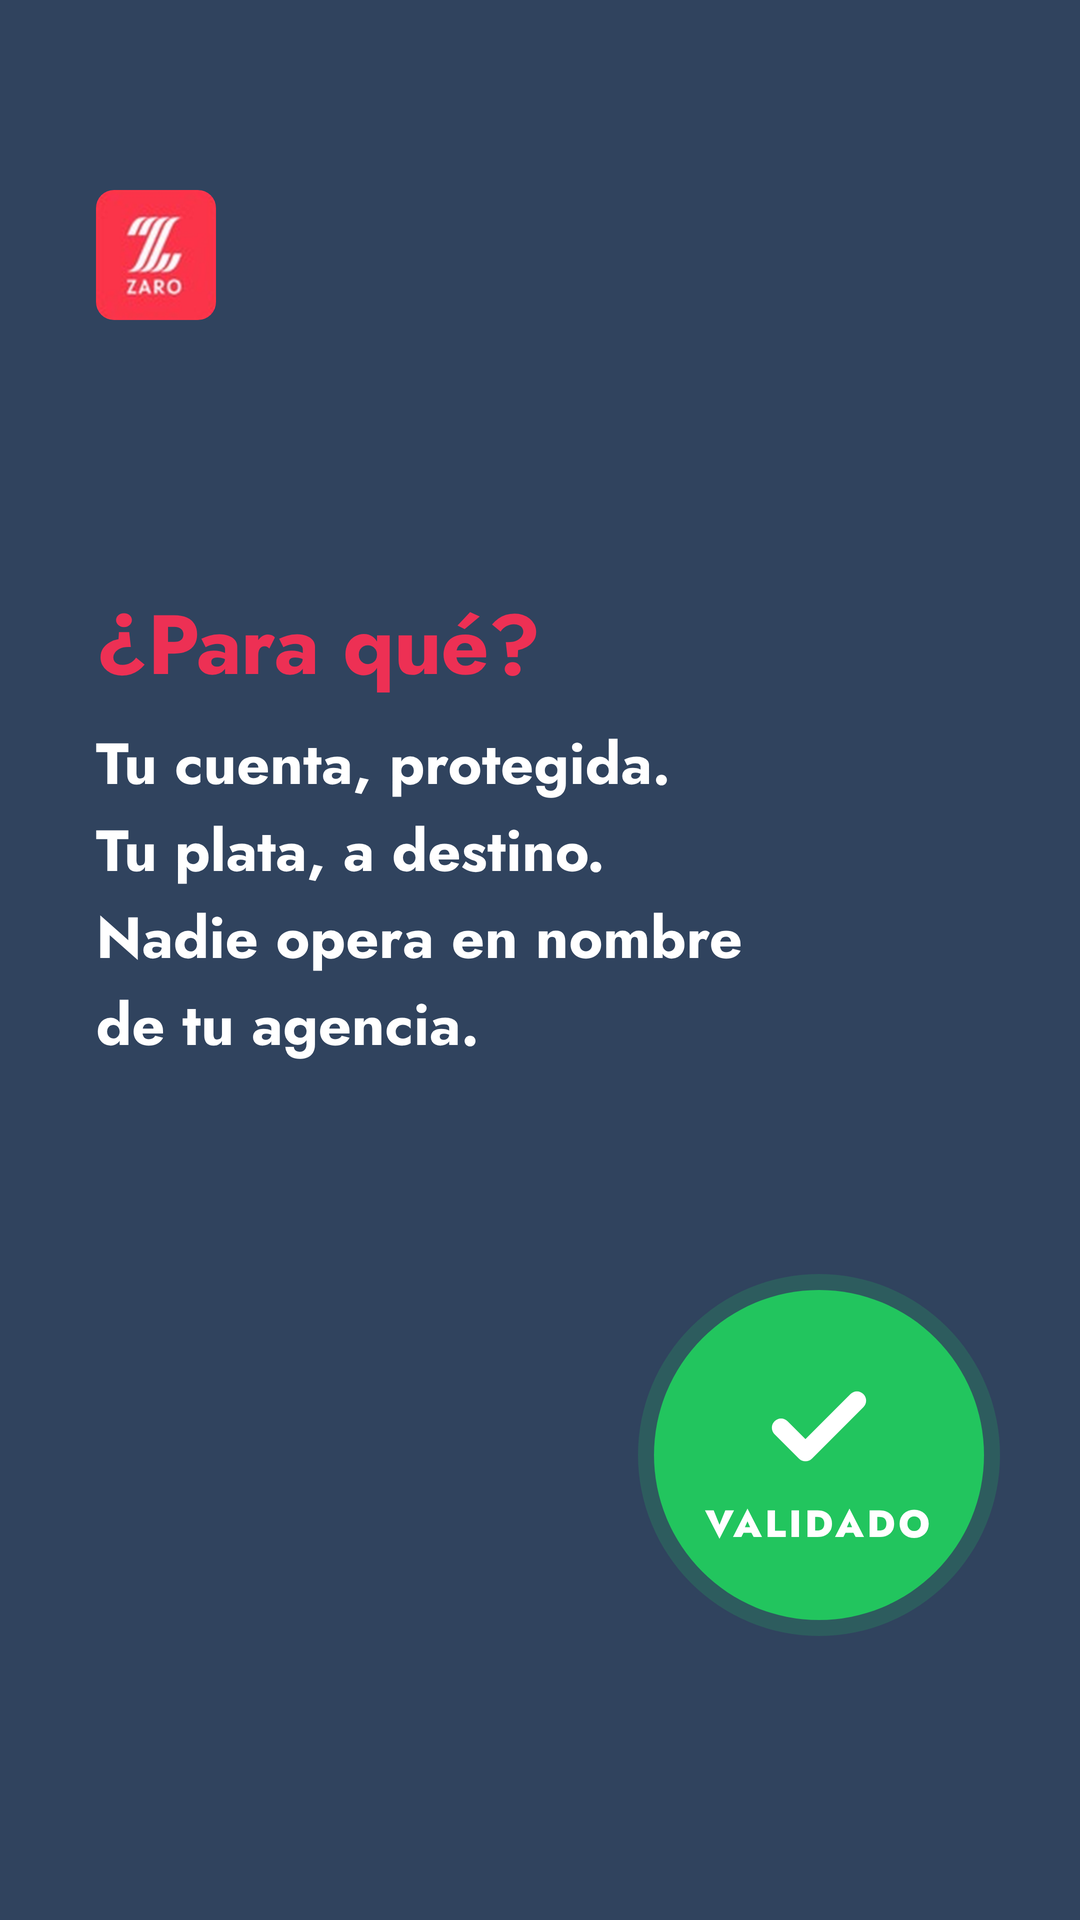 ZARO
¿Para qué?
Tu cuenta, protegida.
Tu plata, a destino.
Nadie opera en nombre
de tu agencia.
VALIDADO